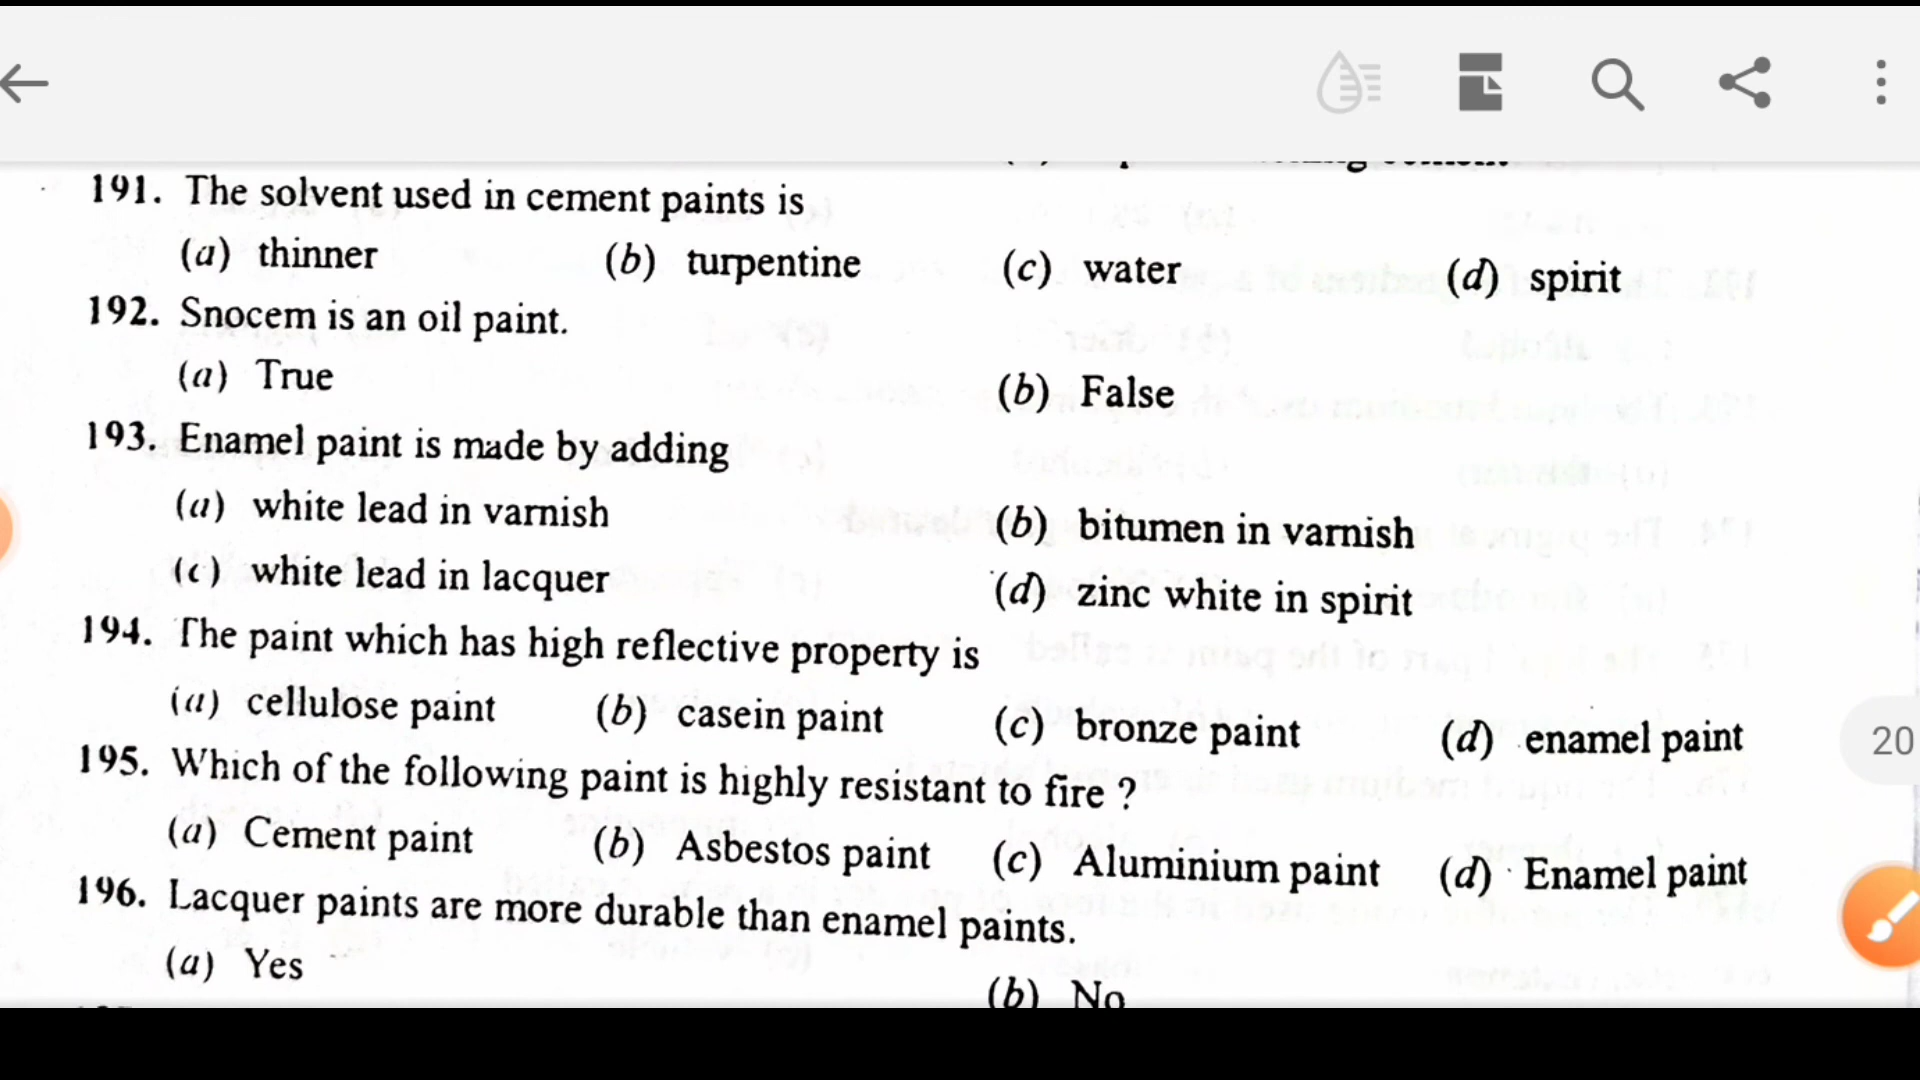 191. The solvent used in cement paints is
(a) thinner (b) turpentine (c) water (d) spirit
192. Snocem is an oil paint.
(a) True (b) False
193. Enamel paint is made by adding
(a) white lead in varnish (b) bitumen in varnish
(c) white lead in lacquer (d) zinc white in spirit
194. The paint which has high reflective property is
(a) cellulose paint (b) casein paint (c) bronze paint (d) enamel paint
20
195. Which of the following paint is highly resistant to fire ?
(a) Cement paint (b) Asbestos paint (c) Aluminium paint (d) Enamel paint
196. Lacquer paints are more durable than enamel paints.
(a) Yes (b) No